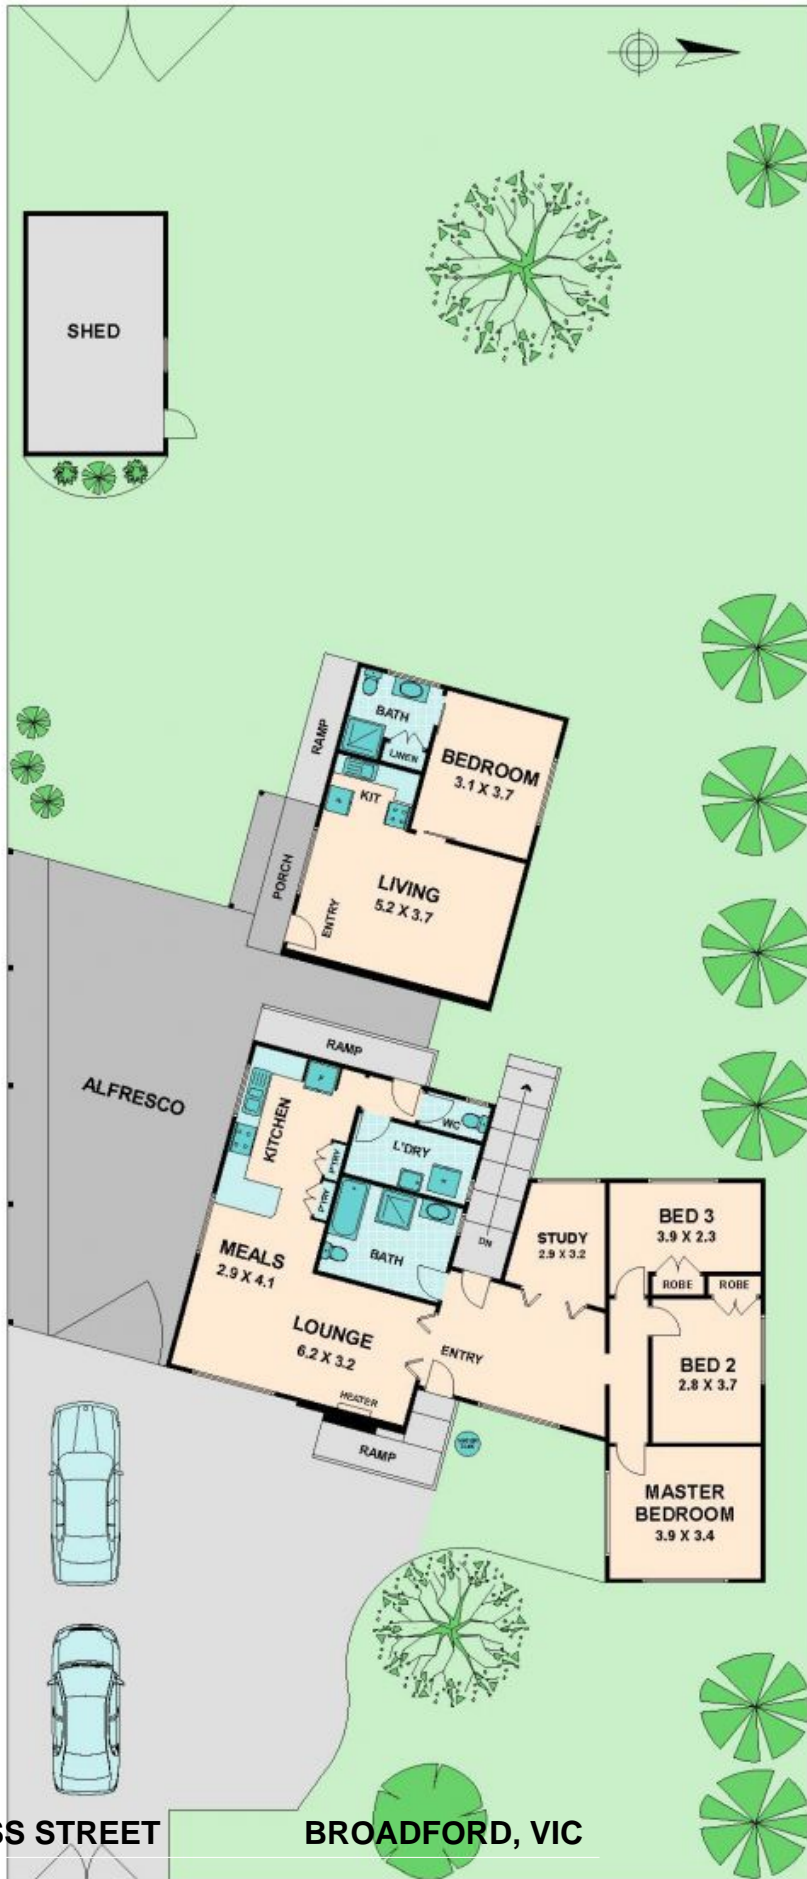 SHED
RAMP
BATH
LINEN
BEDROOM
3.1 X 3.7
KIT
PORCH
LIVING
5.2 X 3.7
ENTRY
RAMP
ALFRESCO
KITCHEN
WC
L'DRY
P'TRY
P'TRY
BATH
DN
STUDY
2.9 X 3.2
BED 3
3.9 X 2.3
ROBE
ROBE
MEALS
2.9 X 4.1
LOUNGE
6.2 X 3.2
ENTRY
BED 2
2.8 X 3.7
HEATER
RAMP
MASTER
BEDROOM
3.9 X 3.4
STREET BROADFORD, VIC